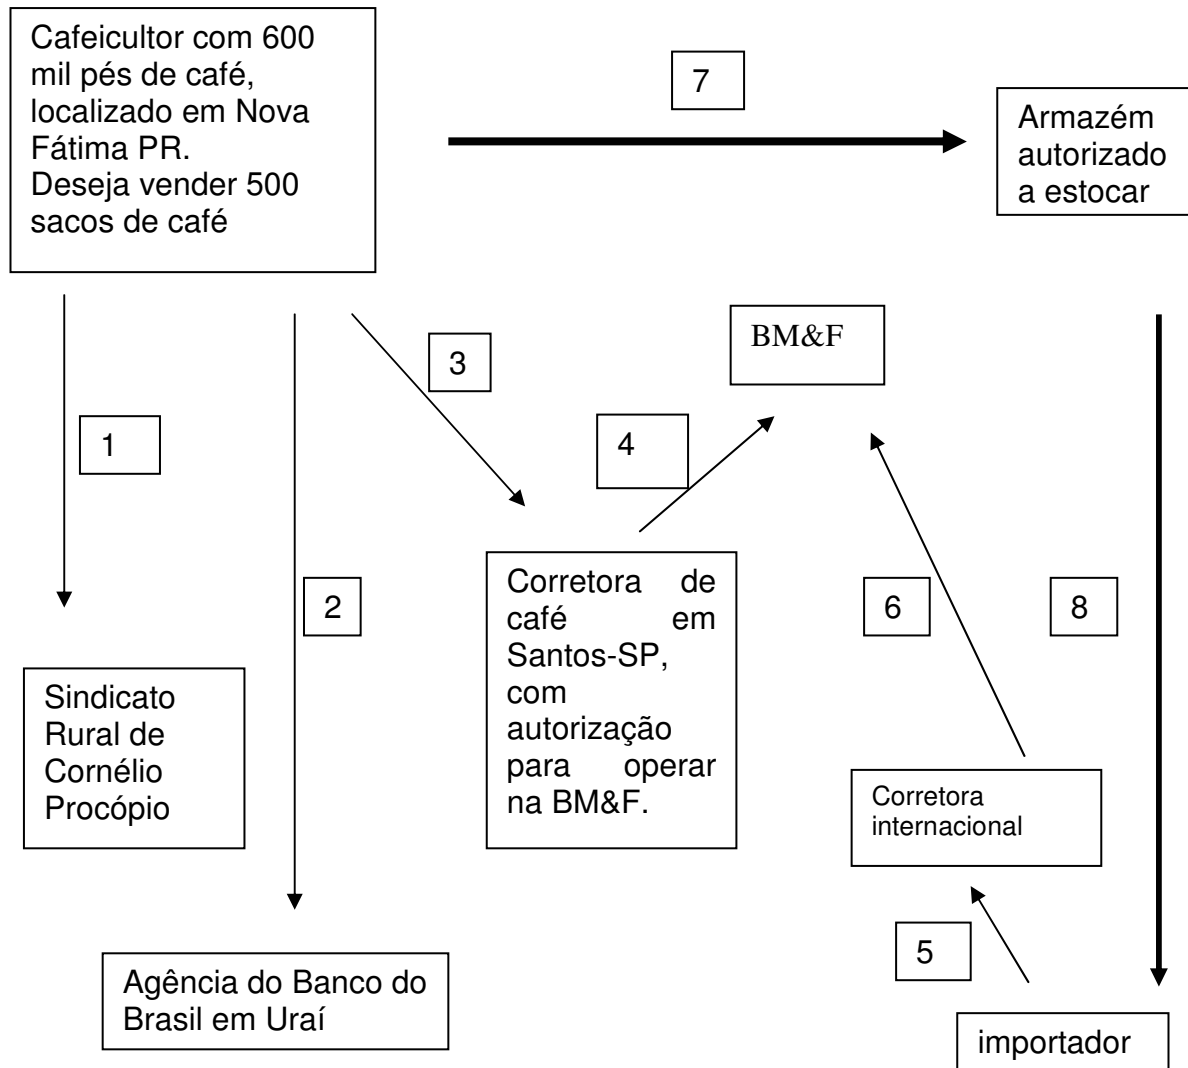 Cafeicultor com 600
mil pés de café,
localizado em Nova
Fátima PR.
Deseja vender 500
sacos de café
7
Armazém
autorizado
a estocar
BM&F
3
4
1
2
Corretora de
café em
Santos-SP,
com
autorização
para operar
na BM&F.
6
8
Sindicato
Rural de
Cornélio
Procópio
Corretora
internacional
5
Agência do Banco do
Brasil em Uraí
importador